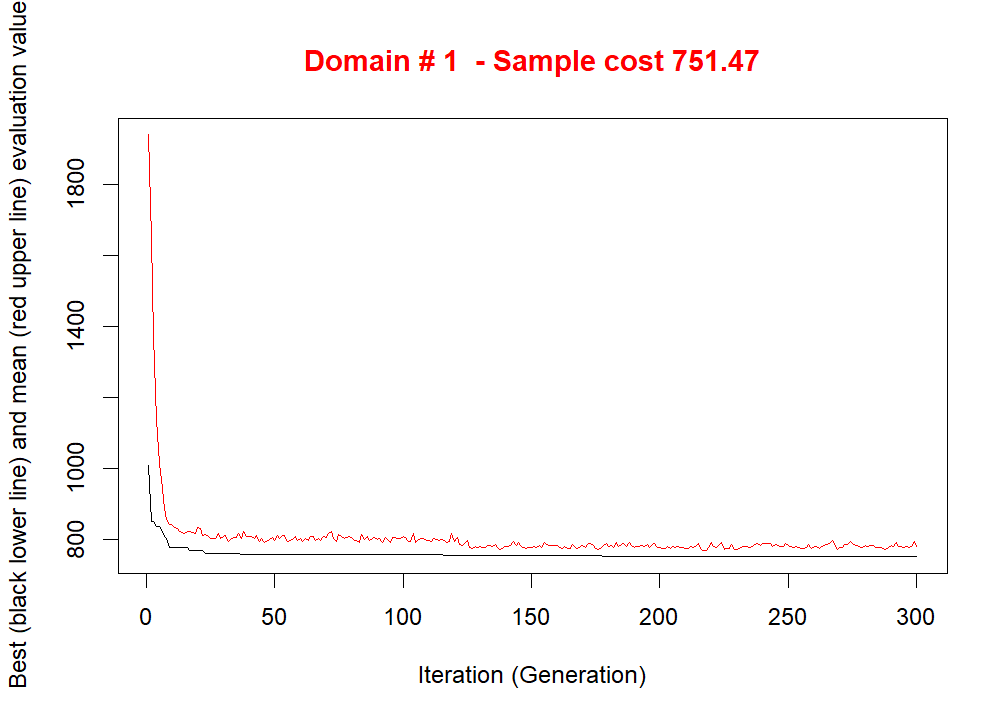 Domain # 1  - Sample cost 751.47
Best (black lower line) and mean (red upper line) evaluation value
1800
1400
1000
800
0 50 100 150 200 250 300
Iteration (Generation)